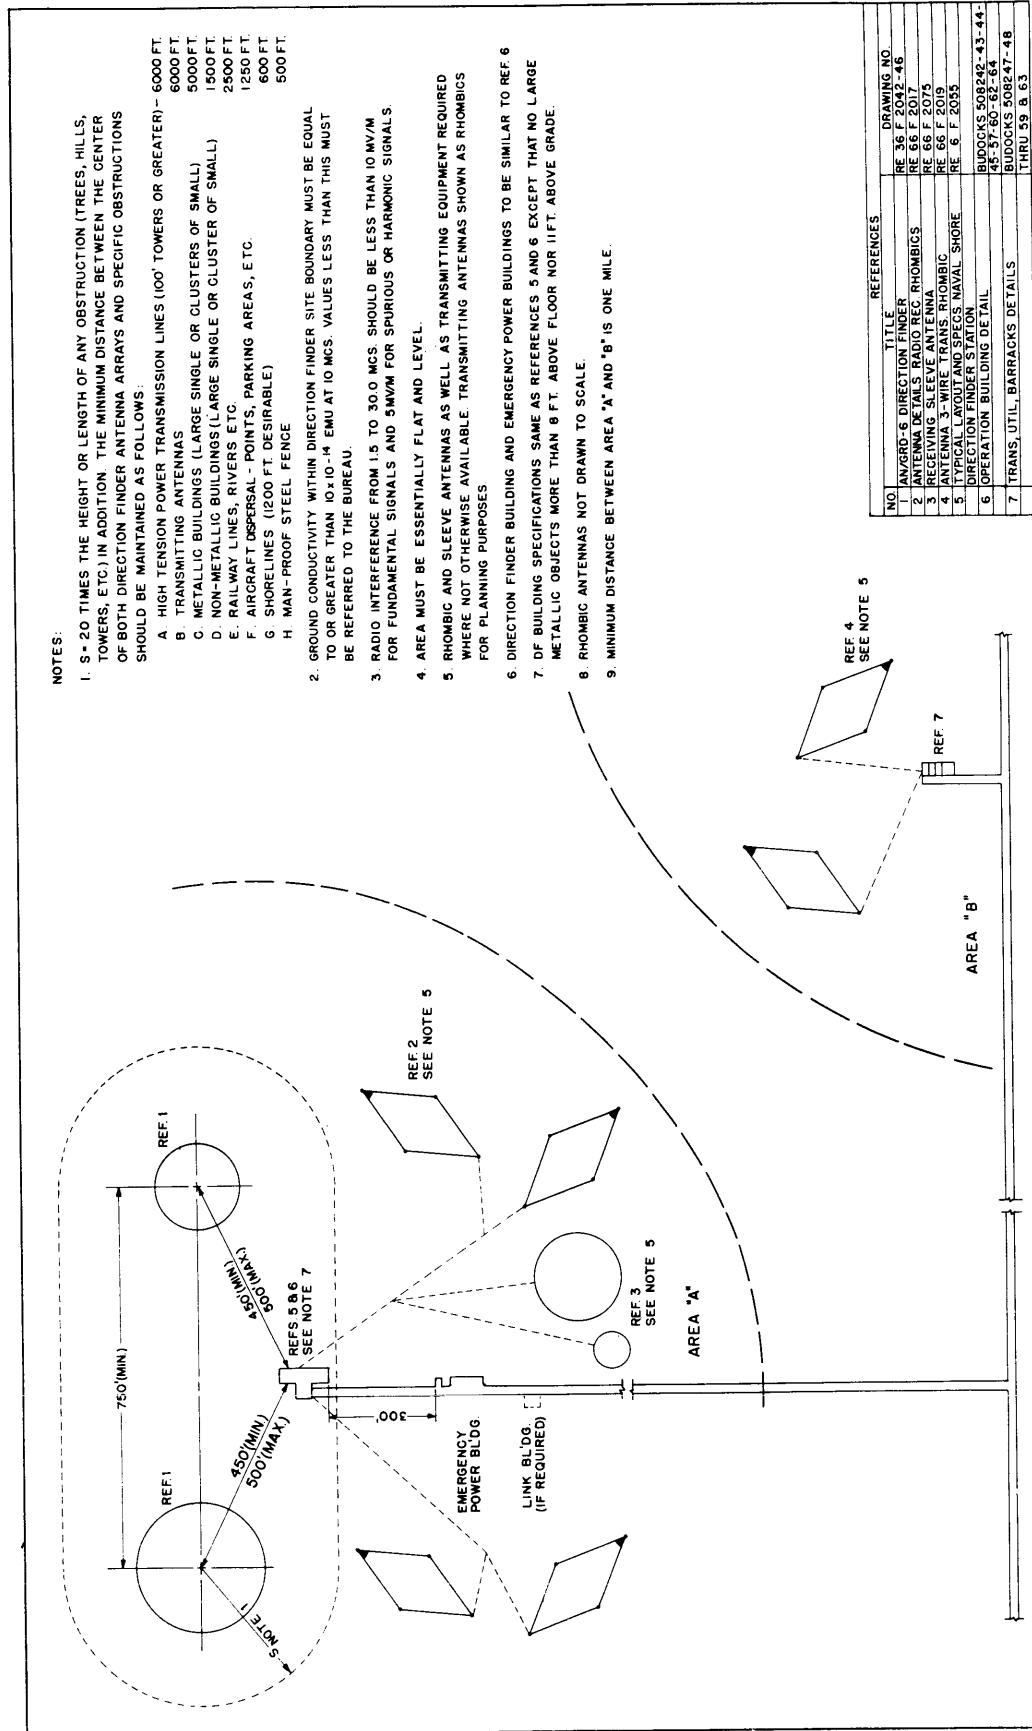 NOTES:
1. S = 20 TIMES THE HEIGHT OR LENGTH OF ANY OBSTRUCTION (TREES, HILLS,
TOWERS, ETC.) IN ADDITION. THE MINIMUM DISTANCE BETWEEN THE CENTER
OF BOTH DIRECTION FINDER ANTENNA ARRAYS AND SPECIFIC OBSTRUCTIONS
SHOULD BE MAINTAINED AS FOLLOWS:
A. HIGH TENSION POWER TRANSMISSION LINES (100' TOWERS OR GREATER)- 6000 FT.
B. TRANSMITTING ANTENNAS 6000 FT.
C. METALLIC BUILDINGS (LARGE SINGLE OR CLUSTERS OF SMALL) 5000 FT.
D. NON-METALLIC BUILDINGS (LARGE SINGLE OR CLUSTER OF SMALL) 1500 FT.
E. RAILWAY LINES, RIVERS ETC. 2500 FT.
F. AIRCRAFT DISPERSAL - POINTS, PARKING AREAS, ETC. 1250 FT.
G. SHORELINES (1200 FT. DESIRABLE) 600 FT.
H. MAN-PROOF STEEL FENCE 500 FT.
2. GROUND CONDUCTIVITY WITHIN DIRECTION FINDER SITE BOUNDARY MUST BE EQUAL
TO OR GREATER THAN 10x10-14 EMU AT 10 MCS. VALUES LESS THAN THIS MUST
BE REFERRED TO THE BUREAU.
3. RADIO INTERFERENCE FROM 1.5 TO 30.0 MCS. SHOULD BE LESS THAN 10 MV/M
FOR FUNDAMENTAL SIGNALS AND 5 MV/M FOR SPURIOUS OR HARMONIC SIGNALS.
4. AREA MUST BE ESSENTIALLY FLAT AND LEVEL.
5. RHOMBIC AND SLEEVE ANTENNAS AS WELL AS TRANSMITTING EQUIPMENT REQUIRED
WHERE NOT OTHERWISE AVAILABLE. TRANSMITTING ANTENNAS SHOWN AS RHOMBICS
FOR PLANING PURPOSES
6. DIRECTION FINDER BUILDING AND EMERGENCY POWER BUILDINGS TO BE SIMILAR TO REF. 6
7. DF BUILDING SPECIFICATIONS SAME AS REFERENCES 5 AND 6 EXCEPT THAT NO LARGE
METALLIC OBJECTS MORE THAN 8 FT. ABOVE FLOOR NOR 11 FT. ABOVE GRADE.
8. RHOMBIC ANTENNAS NOT DRAWN TO SCALE.
9. MINIMUM DISTANCE BETWEEN AREA "A" AND "B" IS ONE MILE.
750' (MIN.)
REF. 1
REF. 1
450' (MIN.)
500' (MAX.)
450' (MIN.)
500' (MAX.)
S NOTE 1
REFS 5 & 6
SEE NOTE 7
300'
EMERGENCY
POWER BL'DG.
LINK BL'DG.
(IF REQUIRED)
REF. 2
SEE NOTE 5
REF. 3
SEE NOTE 5
AREA "A"
REF. 4
SEE NOTE 5
REF. 7
AREA "B"
REFERENCES
NO. TITLE DRAWING NO.
1 AN/GRD-6 DIRECTION FINDER RE 36 F 2042-46
2 ANTENNA DETAILS RADIO REC. RHOMBICS RE 66 F 2017
3 RECEIVING SLEEVE ANTENNA RE 66 F 2075
4 ANTENNA 3-WIRE TRANS. RHOMBIC RE 66 F 2019
5 TYPICAL LAYOUT AND SPECS. NAVAL SHORE RE 6 F 2055
DIRECTION FINDER STATION
6 OPERATION BUILDING DETAIL BUDOCKS 508242-43-44-
45-57-60-62-64
7 TRANS, UTIL, BARRACKS DETAILS BUDOCKS 508247-48
THRU 59 & 63